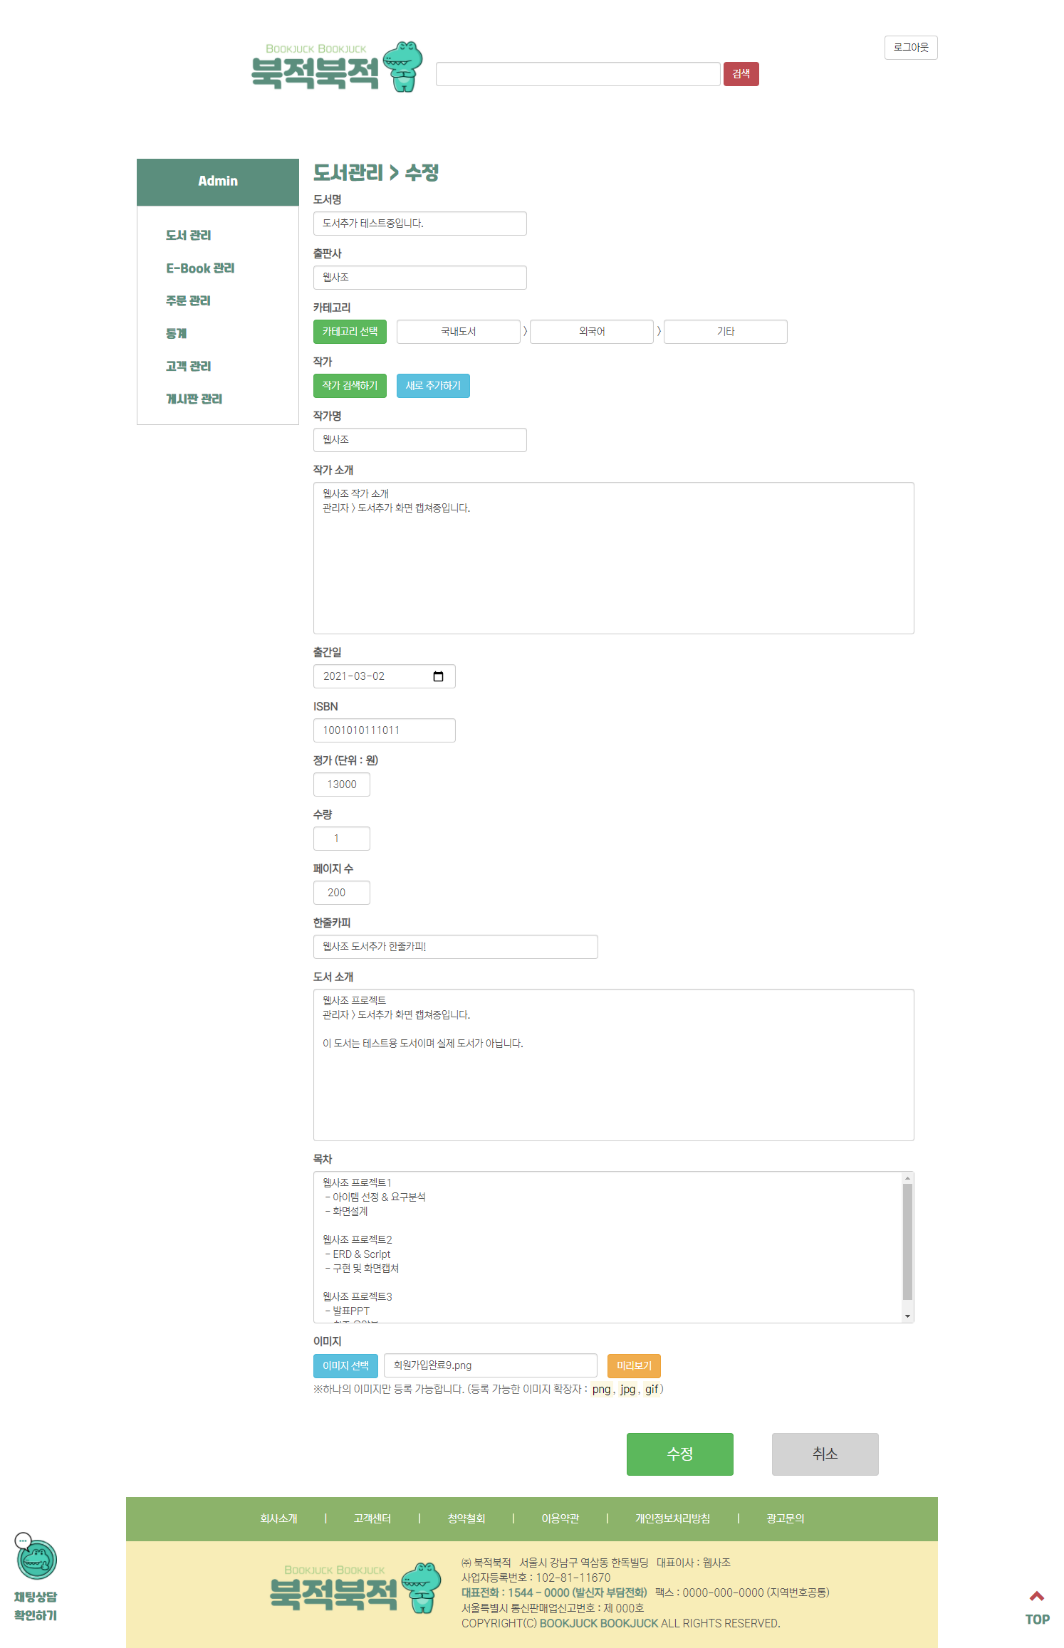 로그아웃
BOOKJUCK BOOKJUCK
북적북적
검색
Admin
도서 관리
E-Book 관리
주문 관리
통계
고객 관리
게시판 관리
도서관리 > 수정
도서명
도서추가 테스트중입니다.
출판사
웹사조
카테고리
카테고리 선택 국내도서 > 외국어 > 기타
작가
작가 검색하기 새로 추가하기
작가명
웹사조
작가 소개
웹사조 작가 소개
관리자 > 도서추가 화면 캡쳐중입니다.
출간일
2021-03-02
ISBN
1001010111011
정가 (단위 : 원)
13000
수량
1
페이지 수
200
한줄카피
웹사조 도서추가 한줄카피!
도서 소개
웹사조 프로젝트
관리자 > 도서추가 화면 캡쳐중입니다.
이 도서는 테스트용 도서이며 실제 도서가 아닙니다.
목차
웹사조 프로젝트1
- 아이템 선정 & 요구분석
- 화면설계
웹사조 프로젝트2
- ERD & Script
- 구현 및 화면캡쳐
웹사조 프로젝트3
- 발표PPT
이미지
이미지 선택 회원가입완료9.png 미리보기
※하나의 이미지만 등록 가능합니다. (등록 가능한 이미지 확장자 : png, jpg, gif)
수정 취소
회사소개 | 고객센터 | 청약철회 | 이용약관 | 개인정보처리방침 | 광고문의
BOOKJUCK BOOKJUCK
북적북적
㈜ 북적북적 서울시 강남구 역삼동 한독빌딩 대표이사 : 웹사조
사업자등록번호 : 102-81-11670
대표전화 : 1544 - 0000 (발신자 부담전화) 팩스 : 0000-000-0000 (지역번호공통)
서울특별시 통신판매업신고번호 : 제 000호
COPYRIGHT(C) BOOKJUCK BOOKJUCK ALL RIGHTS RESERVED.
채팅상담
확인하기
TOP